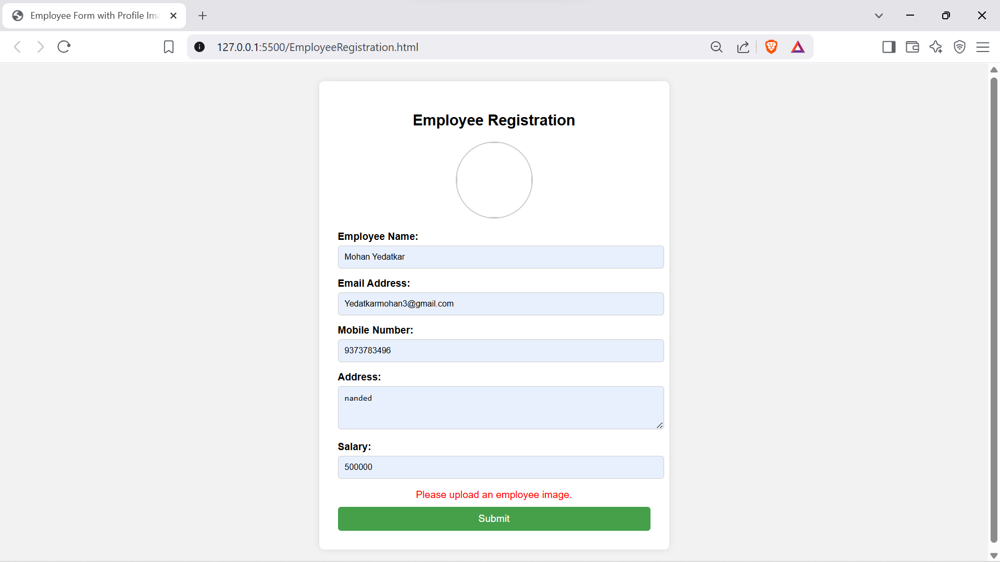 Employee Form with Profile Ima
127.0.0.1:5500/EmployeeRegistration.html
Employee Registration
Employee Name:
Mohan Yedatkar
Email Address:
Yedatkarmohan3@gmail.com
Mobile Number:
9373783496
Address:
nanded
Salary:
500000
Please upload an employee image.
Submit